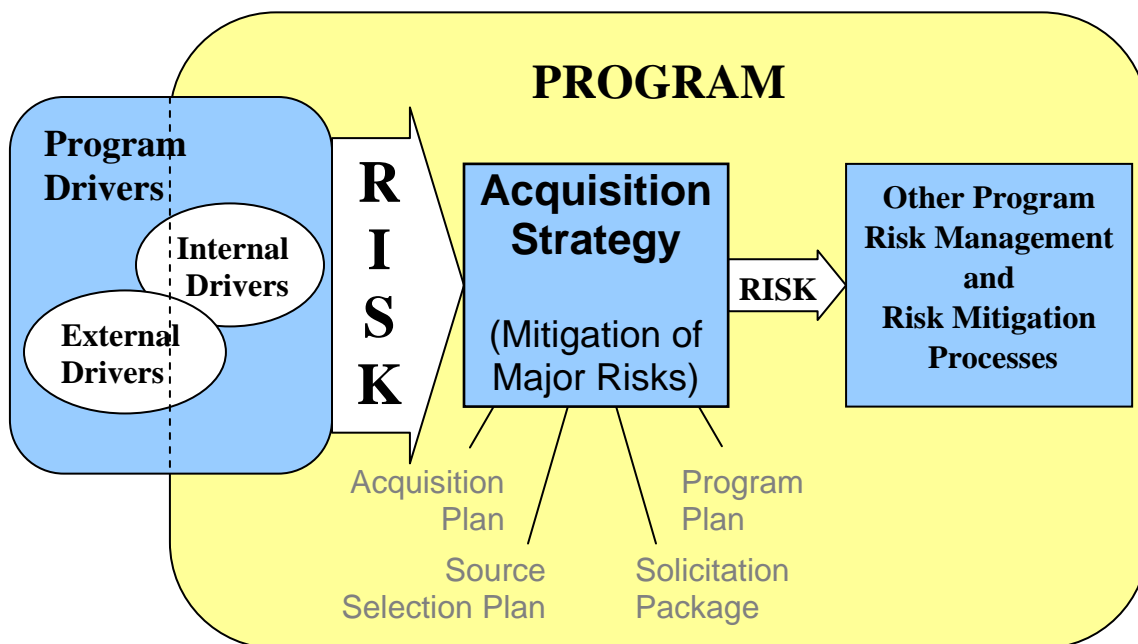 PROGRAM
Program
Drivers
Internal
Drivers
External
Drivers
R
I
S
K
Acquisition
Strategy
(Mitigation of
Major Risks)
RISK
Other Program
Risk Management
and
Risk Mitigation
Processes
Acquisition
Plan
Source
Selection Plan
Solicitation
Package
Program
Plan